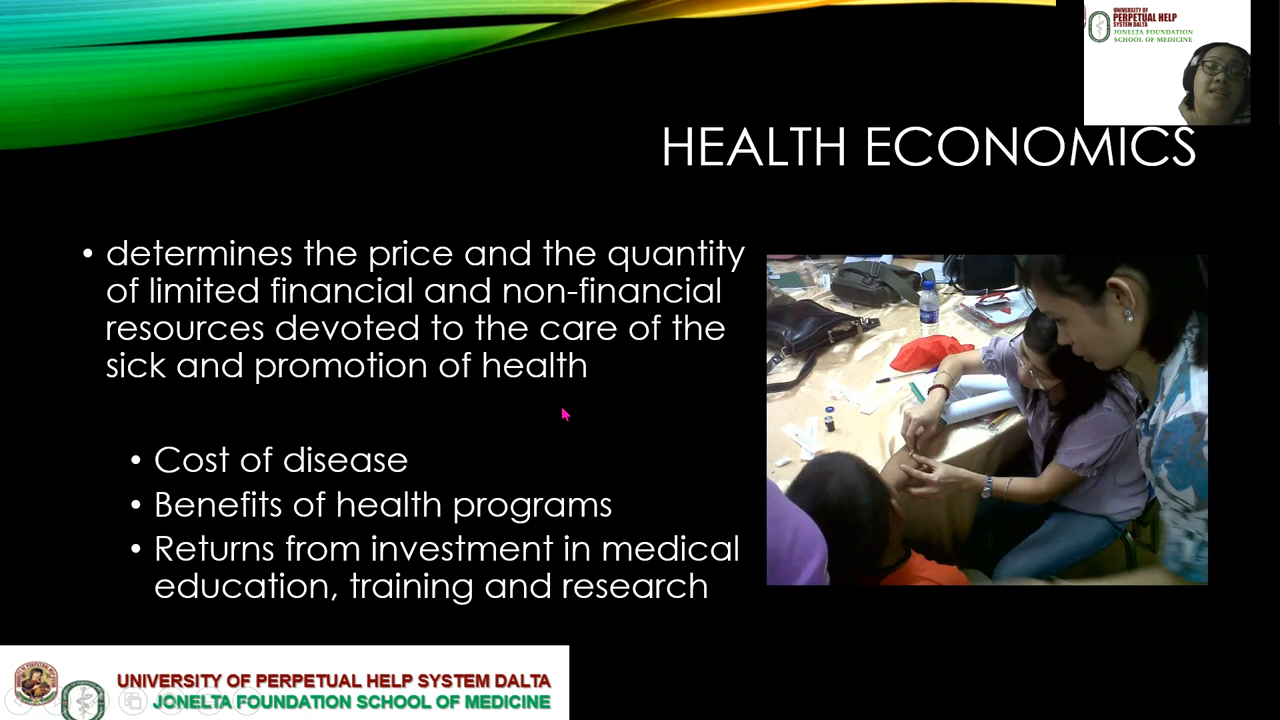 UNIVERSITY OF
PERPETUAL HELP
SYSTEM DALTA
JONELTA FOUNDATION
SCHOOL OF MEDICINE
HEALTH ECONOMICS
• determines the price and the quantity
of limited financial and non-financial
resources devoted to the care of the
sick and promotion of health
• Cost of disease
• Benefits of health programs
• Returns from investment in medical
education, training and research
UNIVERSITY OF PERPETUAL HELP SYSTEM DALTA
JONELTA FOUNDATION SCHOOL OF MEDICINE